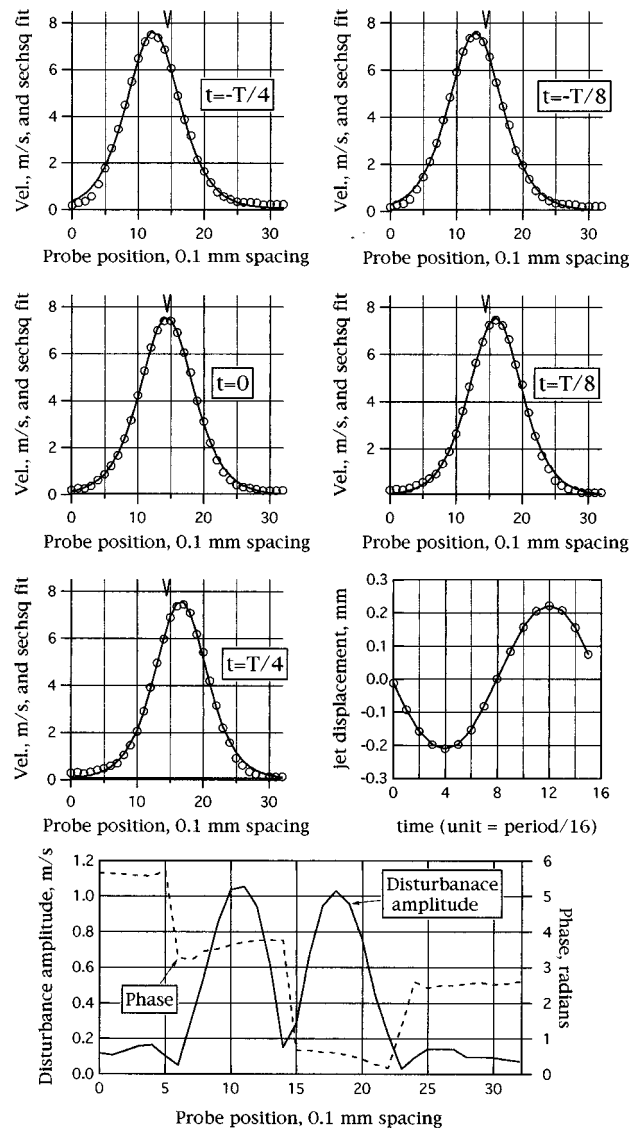 Vel., m/s, and sechsq fit
8
6
4
2
0
t=-T/4
0 10 20 30
Probe position, 0.1 mm spacing
Vel., m/s, and sechsq fit
8
6
4
2
0
t=-T/8
0 10 20 30
Probe position, 0.1 mm spacing
Vel., m/s, and sechsq fit
8
6
4
2
0
t=0
0 10 20 30
Probe position, 0.1 mm spacing
Vel., m/s, and sechsq fit
8
6
4
2
t=T/8
0 10 20 30
Probe position, 0.1 mm spacing
Vel., m/s, and sechsq fit
8
6
4
2
0
t=T/4
0 10 20 30
Probe position, 0.1 mm spacing
Jet displacement, mm
0.3
0.2
0.1
0.0
-0.1
-0.2
-0.3
0 4 8 12 16
time (unit = period/16)
Disturbance amplitude, m/s
1.2
1.0
0.8
0.6
0.4
0.2
0.0
Disturbanace
amplitude
Phase
6
5
4
3
2
1
0
Phase, radians
0 5 10 15 20 25 30
Probe position, 0.1 mm spacing